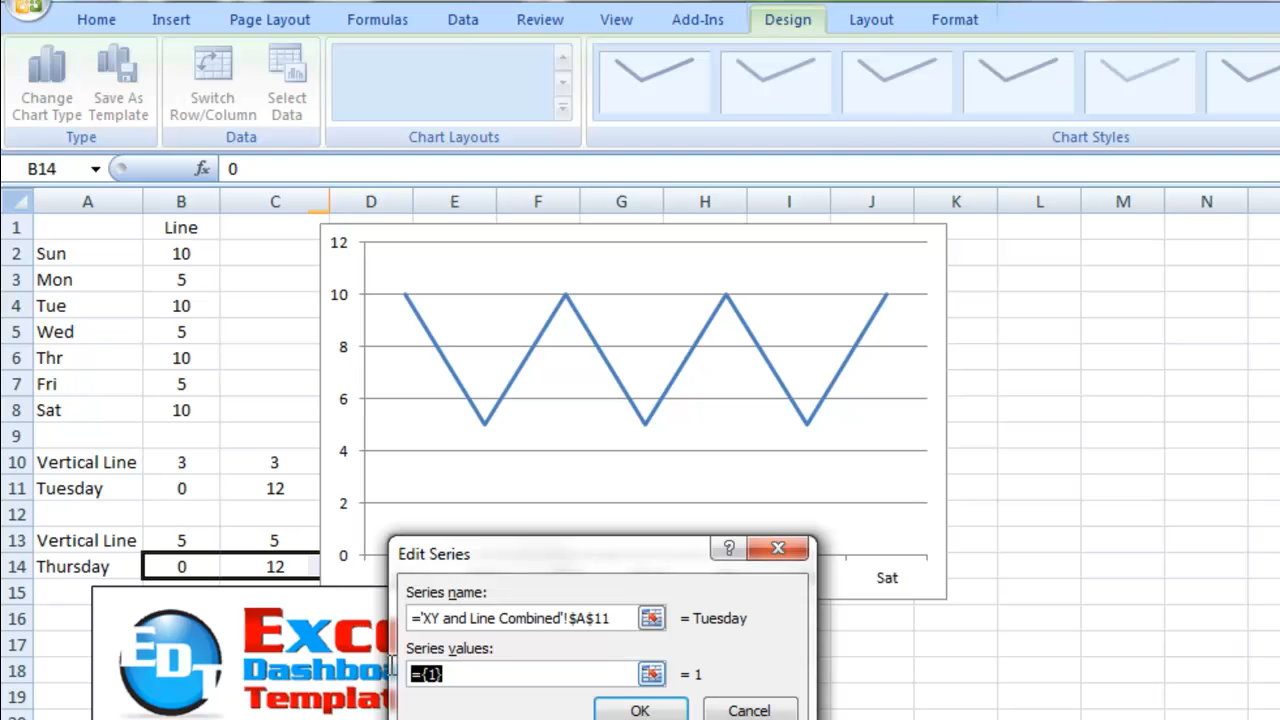 Home Insert Page Layout Formulas Data Review View Add-Ins Design Layout Format
Change Chart Type
Save As Template
Switch Row/Column
Select Data
Type Data Chart Layouts Chart Styles
B14 fx 0
A B C D E F G H I J K L M N
1 Line
2 Sun 10
3 Mon 5
4 Tue 10
5 Wed 5
6 Thr 10
7 Fri 5
8 Sat 10
9
10 Vertical Line 3 3
11 Tuesday 0 12
12
13 Vertical Line 5 5
14 Thursday 0 12
15
16
17
18
19
12
10
8
6
4
2
0
Sat
EDT
Exce
Dashboa
Templat
Edit Series
?
Series name:
='XY and Line Combined'!$A$11 = Tuesday
Series values:
={1} = 1
OK Cancel